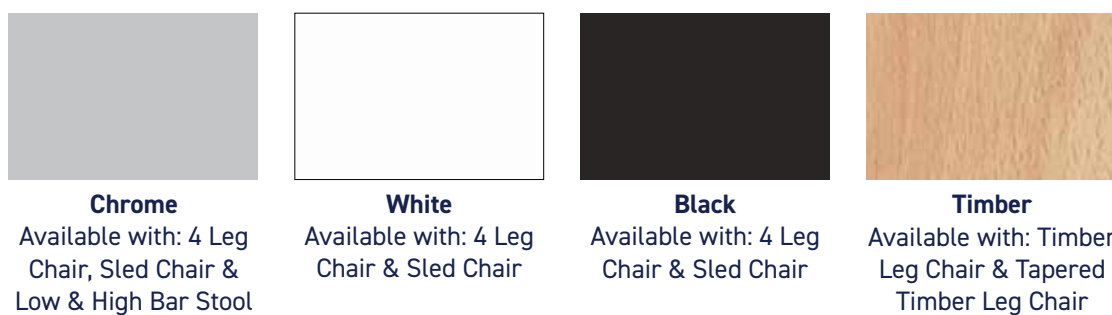 Chrome
Available with: 4 Leg
Chair, Sled Chair &
Low & High Bar Stool
White
Available with: 4 Leg
Chair & Sled Chair
Black
Available with: 4 Leg
Chair & Sled Chair
Timber
Available with: Timber
Leg Chair & Tapered
Timber Leg Chair